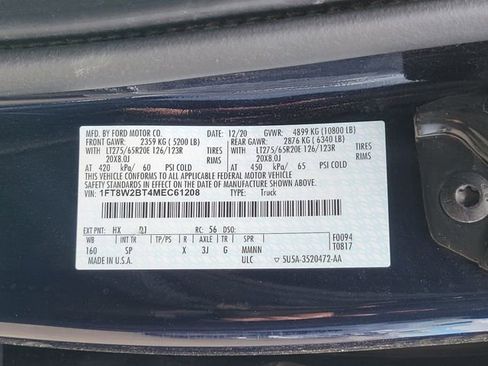 MFD. BY FORD MOTOR CO.
DATE: 12/20 GVWR: 4899 KG (10800 LB)
FRONT GAWR: 2359 KG ( 5200 LB) REAR GAWR: 2876 KG ( 6340 LB)
WITH LT275/65R20E 126/123R TIRES WITH LT275/65R20E 126/123R TIRES
20X8.0J RIMS 20X8.0J RIMS
AT 420 kPa/ 60 PSI COLD AT 450 kPa/ 65 PSI COLD
THIS VEHICLE CONFORMS TO ALL APPLICABLE FEDERAL MOTOR VEHICLE
SAFETY STANDARDS IN EFFECT ON THE DATE OF MANUFACTURE SHOWN ABOVE.
VIN: 1FT8W2BT4MEC61208 TYPE: Truck
EXT PNT: HX RC: 56 DSO:
WB INT TR TP/PS R AXLE TR SPR F0094
160 SP X 3J G MMNN T0817
MADE IN U.S.A. ULC 5U5A-3520472-AA